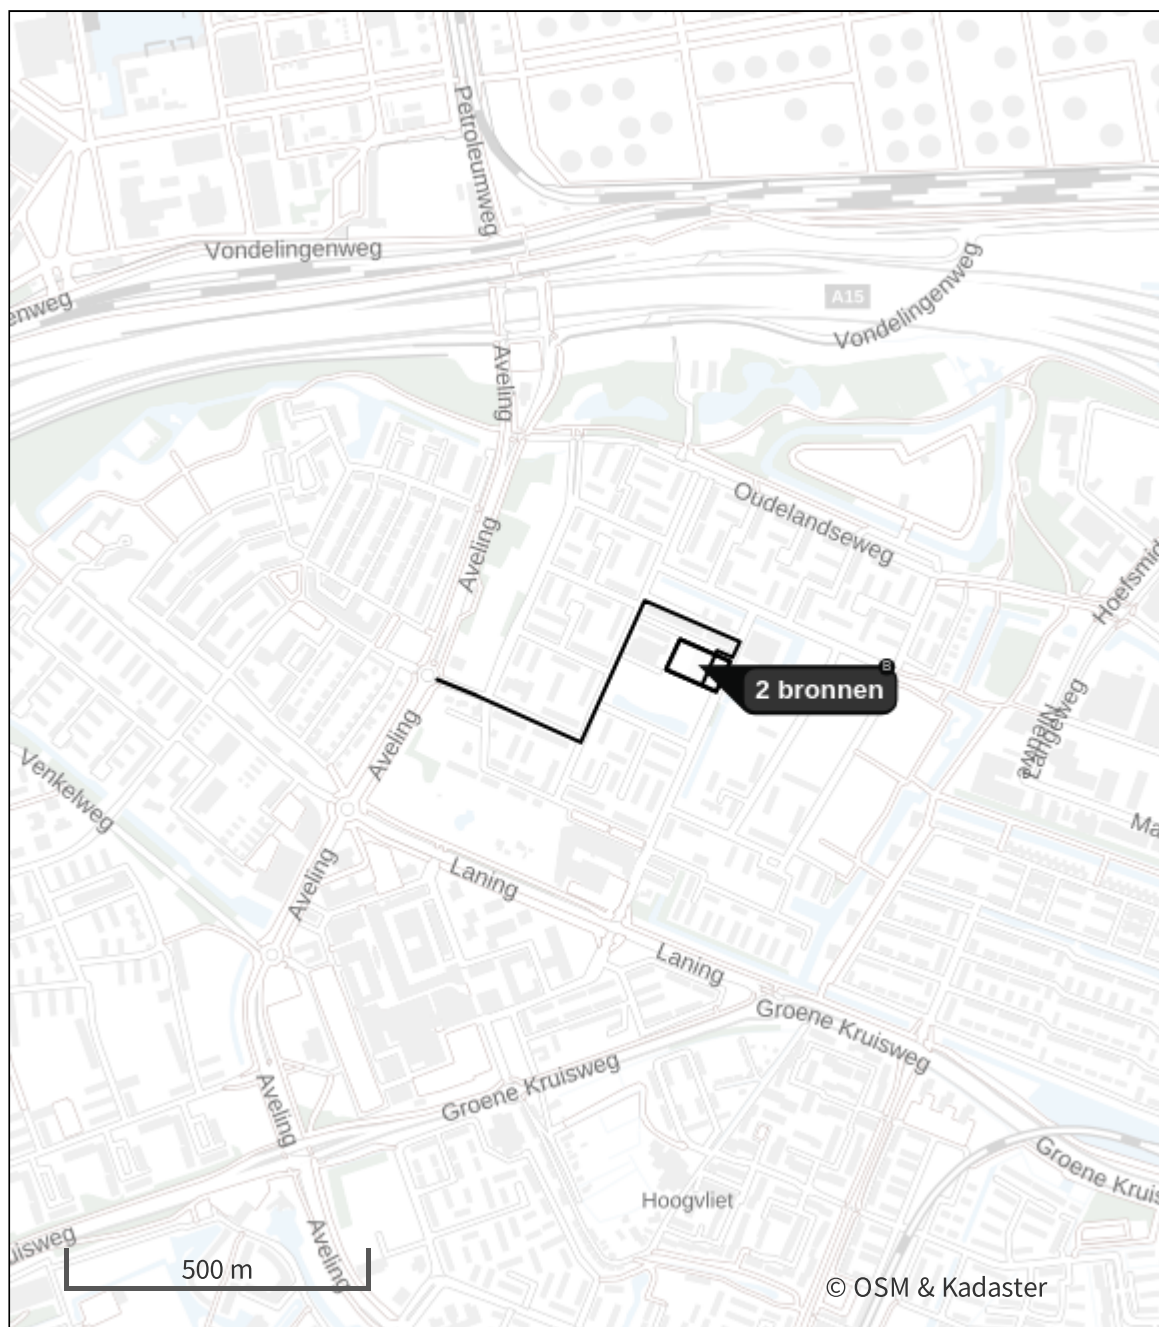 Petroleumweg
Vondelingenweg
enweg
A15
Vondelingenweg
Aveling
Oudelandseweg
Aveling
Hoefsmid
B
2 bronnen
Aveling
Nieuwe
Langeweg
Venkelweg
Ma
Aveling
Laning
Laning
Groene Kruisweg
Groene Kruisweg
Aveling
Groene Kruis
Hoogvliet
uisweg
Aveling
500 m
© OSM & Kadaster